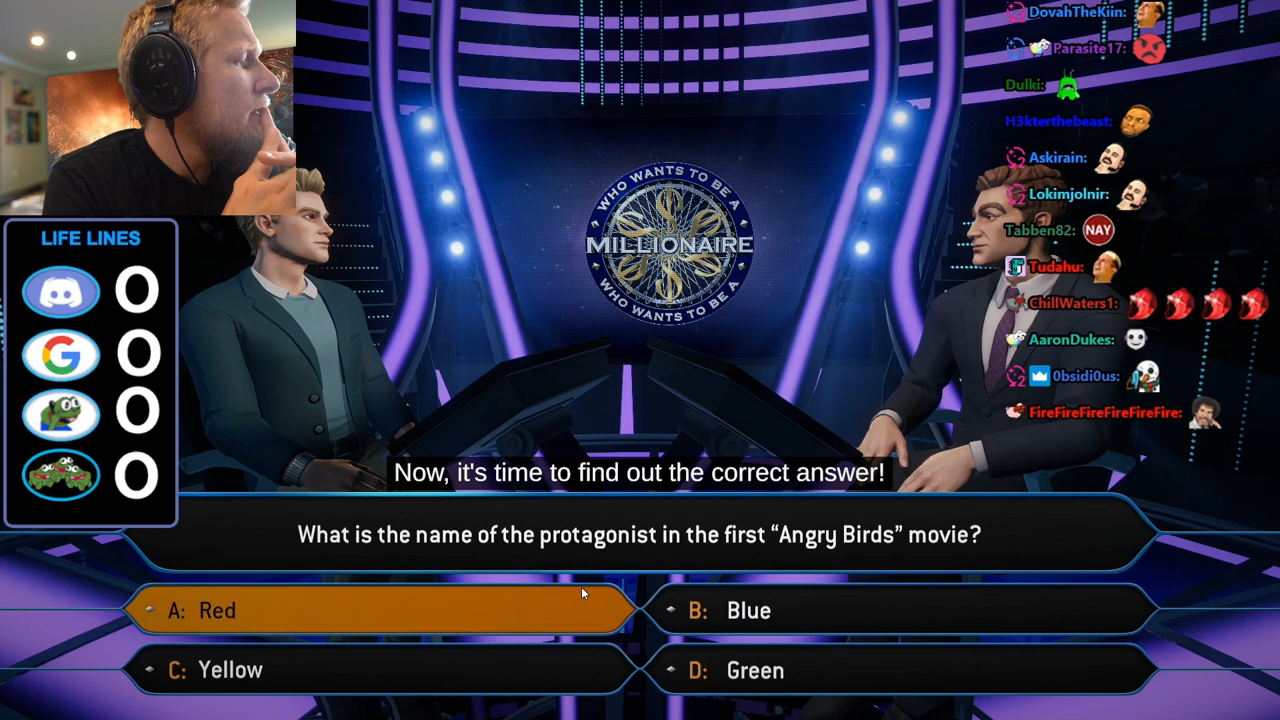 DovahTheKiin:
Parasite17:
Dulki:
H3kterthebeast:
Askirain:
Lokimjolnir:
Tabben82: NAY
Tudahu:
ChillWaters1:
AaronDukes:
2 0bsidi0us:
FireFireFireFireFireFire:
LIFE LINES
0
G 0
0
0
WHO WANTS TO BE A
MILLIONAIRE
WHO WANTS TO BE A
Now, it's time to find out the correct answer!
What is the name of the protagonist in the first “Angry Birds” movie?
A: Red
B: Blue
C: Yellow
D: Green